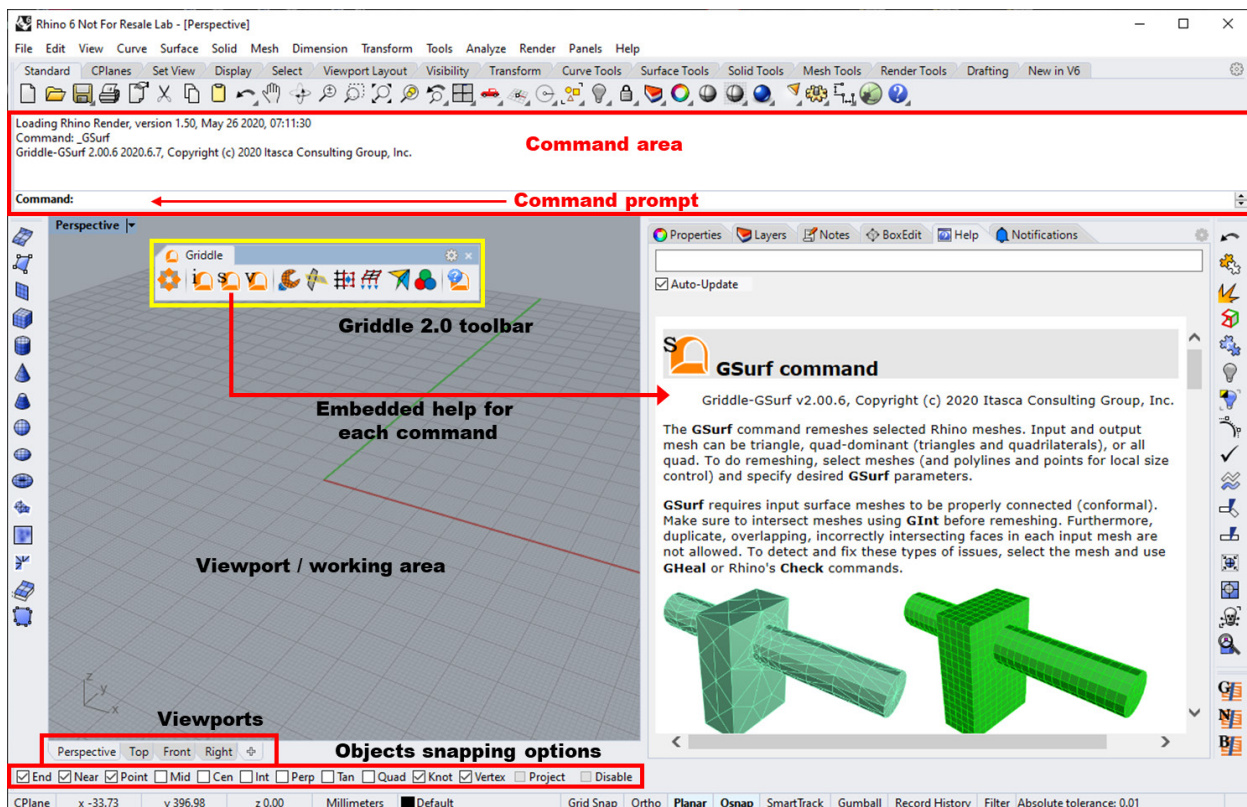 Rhino 6 Not For Resale Lab - [Perspective]
File Edit View Curve Surface Solid Mesh Dimension Transform Tools Analyze Render Panels Help
Standard CPlanes Set View Display Select Viewport Layout Visibility Transform Curve Tools Surface Tools Solid Tools Mesh Tools Render Tools Drafting New in V6
Loading Rhino Render, version 1.50, May 26 2020, 07:11:30
Command: _GSurf
Griddle-GSurf 2.00.6 2020.6.7, Copyright (c) 2020 Itasca Consulting Group, Inc.
Command area
Command:
Command prompt
Perspective
Griddle
i S V
Griddle 2.0 toolbar
Embedded help for
each command
Viewport / working area
z
y
x
Properties Layers Notes BoxEdit Help Notifications
Auto-Update
S
GSurf command
Griddle-GSurf v2.00.6, Copyright (c) 2020 Itasca Consulting Group, Inc.
The GSurf command remeshes selected Rhino meshes. Input and output
mesh can be triangle, quad-dominant (triangles and quadrilaterals), or all
quad. To do remeshing, select meshes (and polylines and points for local size
control) and specify desired GSurf parameters.
GSurf requires input surface meshes to be properly connected (conformal).
Make sure to intersect meshes using GInt before remeshing. Furthermore,
duplicate, overlapping, incorrectly intersecting faces in each input mesh are
not allowed. To detect and fix these types of issues, select the mesh and use
GHeal or Rhino's Check commands.
G
N
B
Viewports
Perspective Top Front Right
Objects snapping options
End Near Point Mid Cen Int Perp Tan Quad Knot Vertex Project Disable
CPlane x -33.73 y 396.98 z 0.00 Millimeters Default Grid Snap Ortho Planar Osnap SmartTrack Gumball Record History Filter Absolute tolerance: 0.01